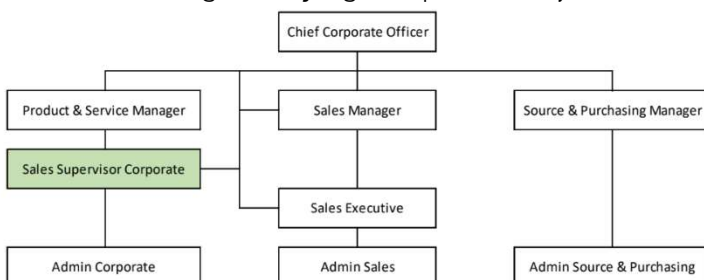 Chief Corporate Officer
Product & Service Manager
Sales Manager
Source & Purchasing Manager
Sales Supervisor Corporate
Sales Executive
Admin Corporate
Admin Sales
Admin Source & Purchasing